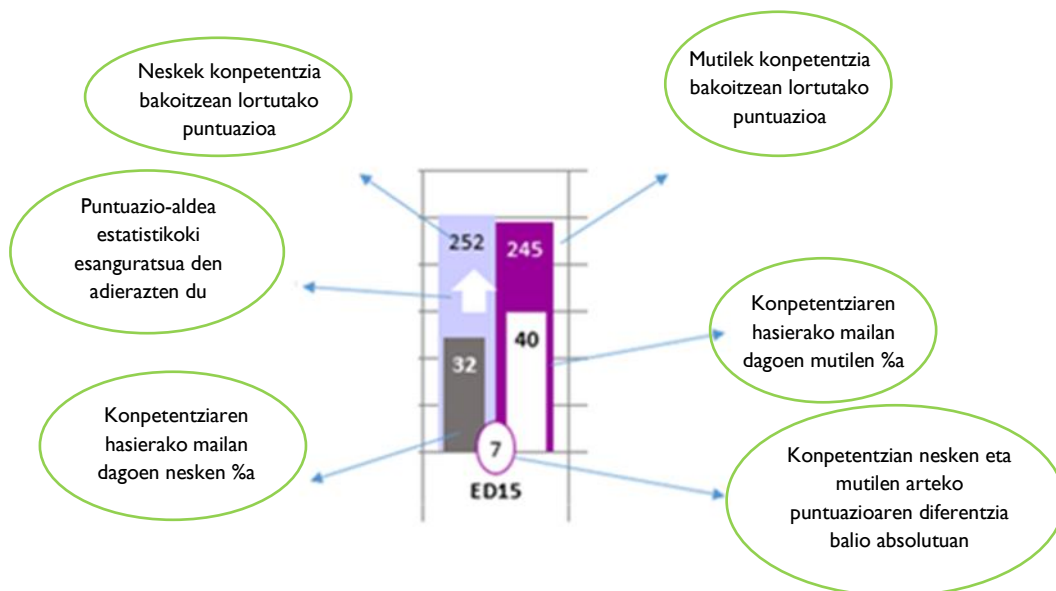 Neskek konpetentzia
bakoitzean lortutako
puntuazioa
Mutilek konpetentzia
bakoitzean lortutako
puntuazioa
Puntuazio-aldea
estatistikoki
esanguratsua den
adierazten du
252
245
Konpetentziaren
hasierako mailan
dagoen mutilen %a
40
32
Konpetentziaren
hasierako mailan
dagoen nesken %a
7
ED15
Konpetentzian nesken eta
mutilen arteko
puntuazioaren diferentzia
balio absolutuan